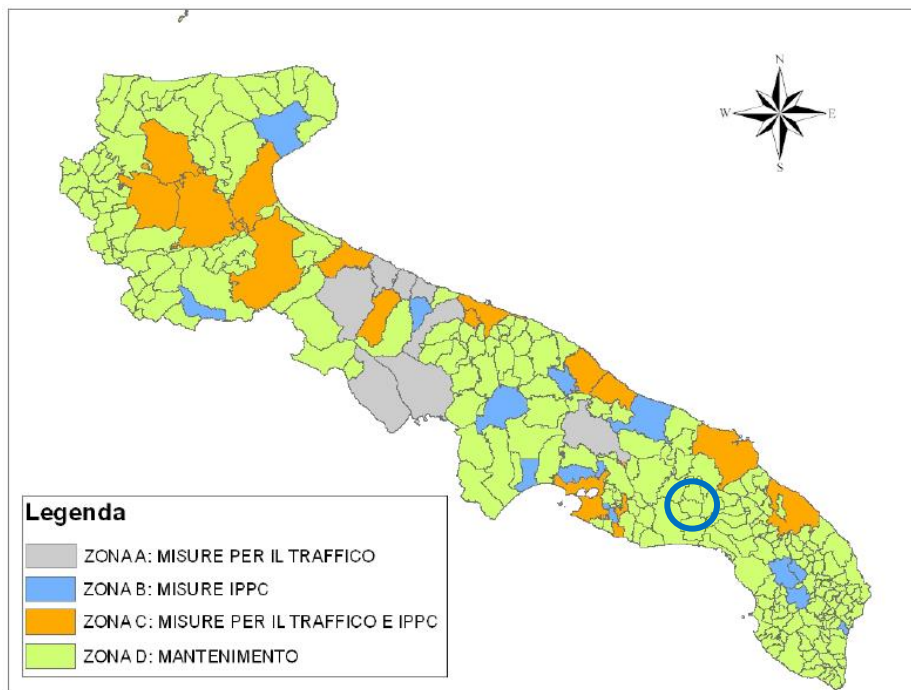 N
W E
S
Legenda
ZONA A: MISURE PER IL TRAFFICO
ZONA B: MISURE IPPC
ZONA C: MISURE PER IL TRAFFICO E IPPC
ZONA D: MANTENIMENTO